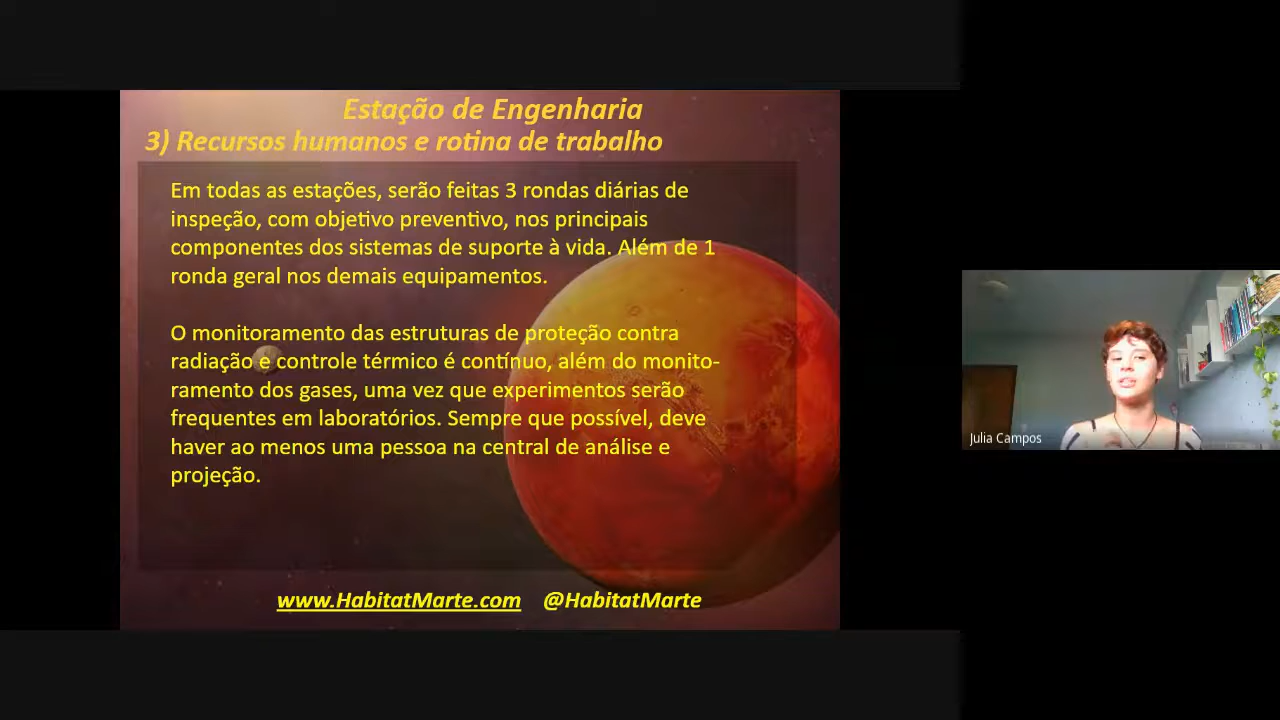 Estação de Engenharia
3) Recursos humanos e rotina de trabalho
Em todas as estações, serão feitas 3 rondas diárias de
inspeção, com objetivo preventivo, nos principais
componentes dos sistemas de suporte à vida. Além de 1
ronda geral nos demais equipamentos.
O monitoramento das estruturas de proteção contra
radiação e controle térmico é contínuo, além do monito-
ramento dos gases, uma vez que experimentos serão
frequentes em laboratórios. Sempre que possível, deve
haver ao menos uma pessoa na central de análise e
projeção.
www.HabitatMarte.com @HabitatMarte
Julia Campos